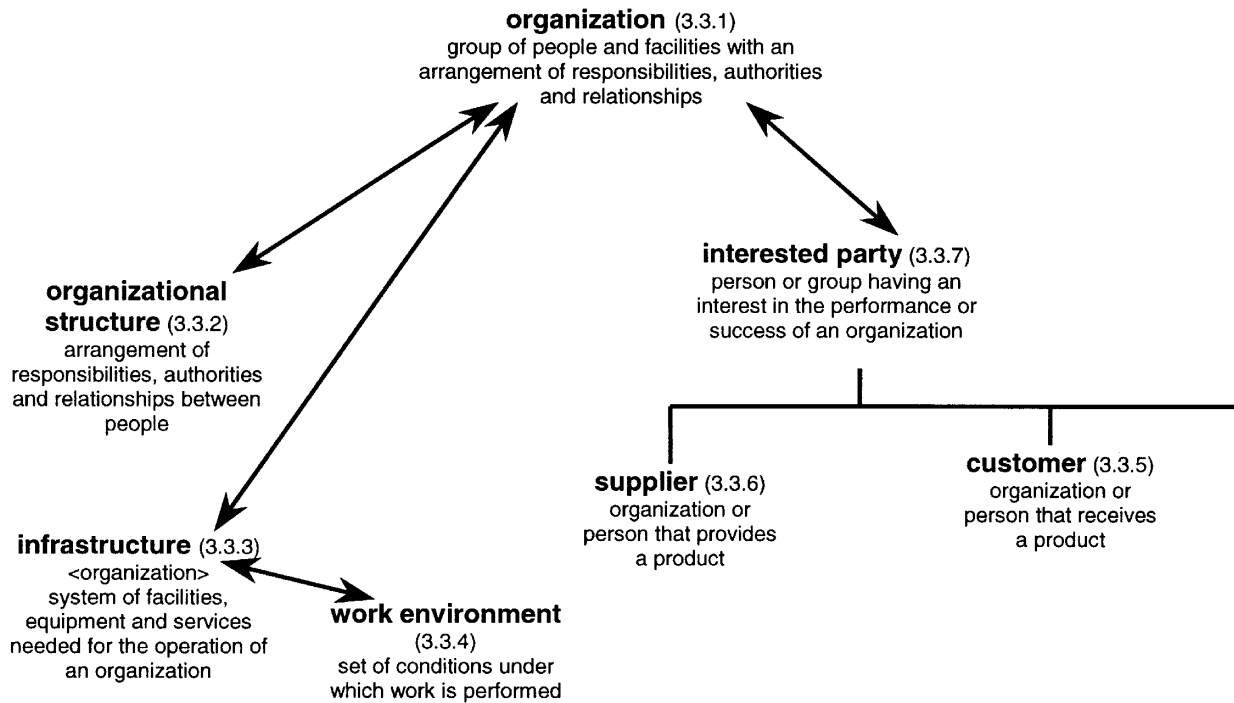 organization (3.3.1)
group of people and facilities with an
arrangement of responsibilities, authorities
and relationships
organizational
structure (3.3.2)
arrangement of
responsibilities, authorities
and relationships between
people
interested party (3.3.7)
person or group having an
interest in the performance or
success of an organization
supplier (3.3.6)
organization or
person that provides
a product
customer (3.3.5)
organization or
person that receives
a product
infrastructure (3.3.3)
<organization>
system of facilities,
equipment and services
needed for the operation of
an organization
work environment
(3.3.4)
set of conditions under
which work is performed